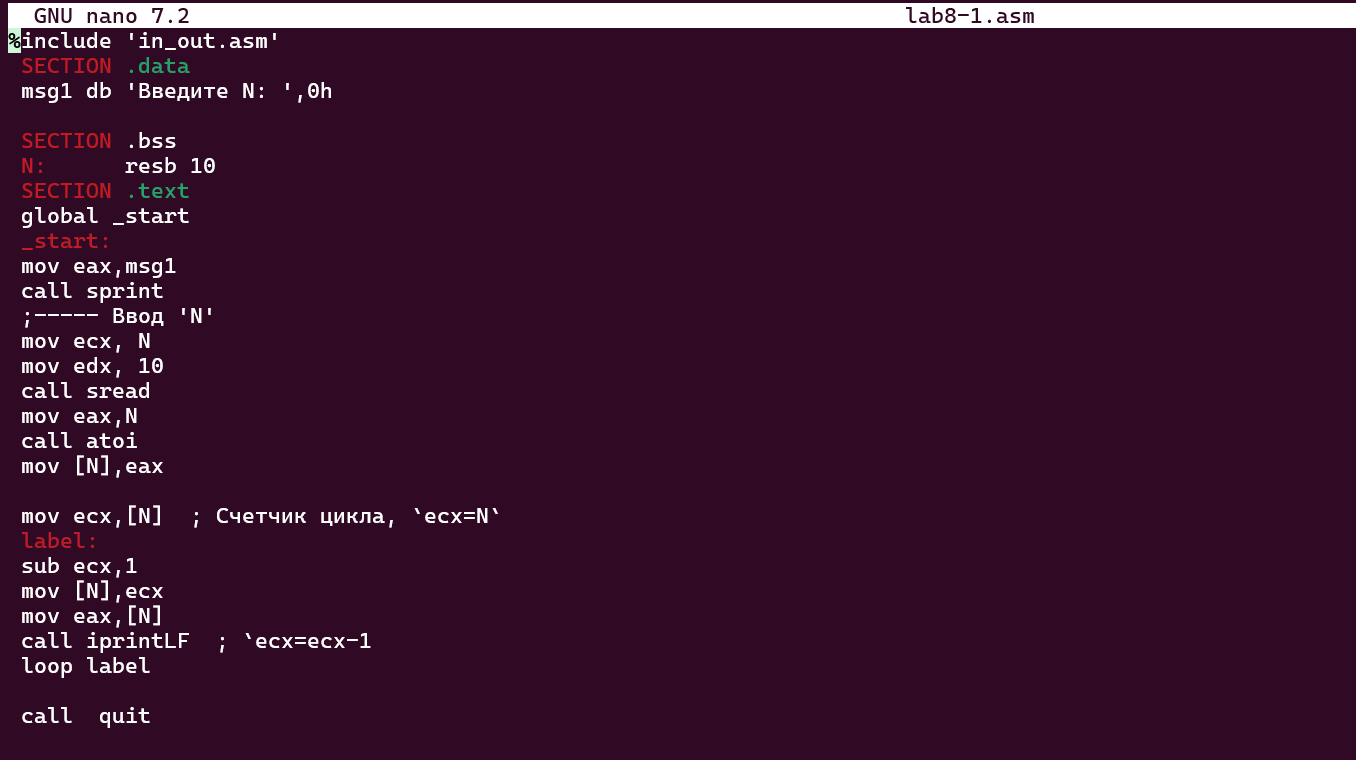 GNU nano 7.2 lab8-1.asm
%include 'in_out.asm'
SECTION .data
msg1 db 'Введите N: ',0h
SECTION .bss
N: resb 10
SECTION .text
global _start
_start:
mov eax,msg1
call sprint
;----- Ввод 'N'
mov ecx, N
mov edx, 10
call sread
mov eax,N
call atoi
mov [N],eax
mov ecx,[N] ; Счетчик цикла, `ecx=N`
label:
sub ecx,1
mov [N],ecx
mov eax,[N]
call iprintLF ; `ecx=ecx-1
loop label
call quit